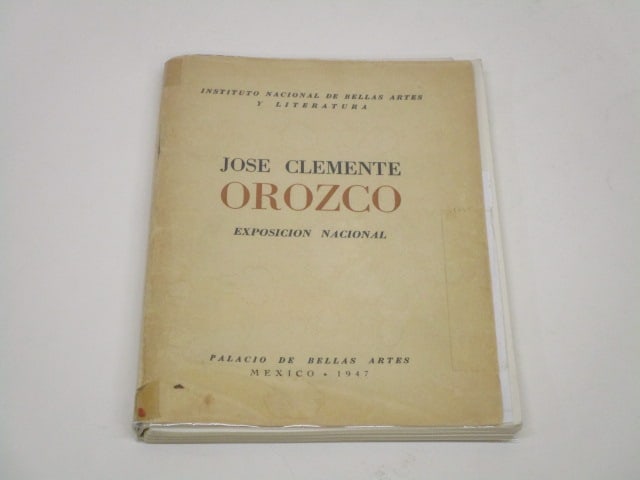 INSTITUTO NACIONAL DE BELLAS ARTES
Y LITERATURA
JOSE CLEMENTE
OROZCO
EXPOSICION NACIONAL
PALACIO DE BELLAS ARTES
MEXICO • 1947